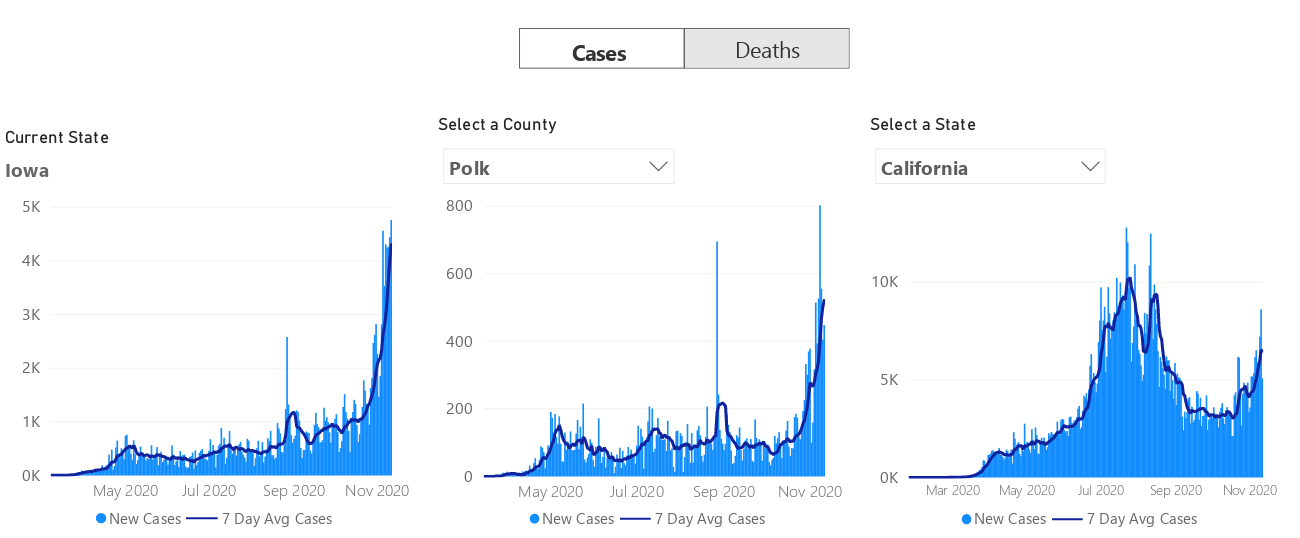 Cases Deaths
Current State
Iowa
5K
4K
3K
2K
1K
0K
May 2020 Jul 2020 Sep 2020 Nov 2020
New Cases 7 Day Avg Cases
Select a County
Polk
800
600
400
200
0
May 2020 Jul 2020 Sep 2020 Nov 2020
New Cases 7 Day Avg Cases
Select a State
California
10K
5K
0K
Mar 2020 May 2020 Jul 2020 Sep 2020 Nov 2020
New Cases 7 Day Avg Cases